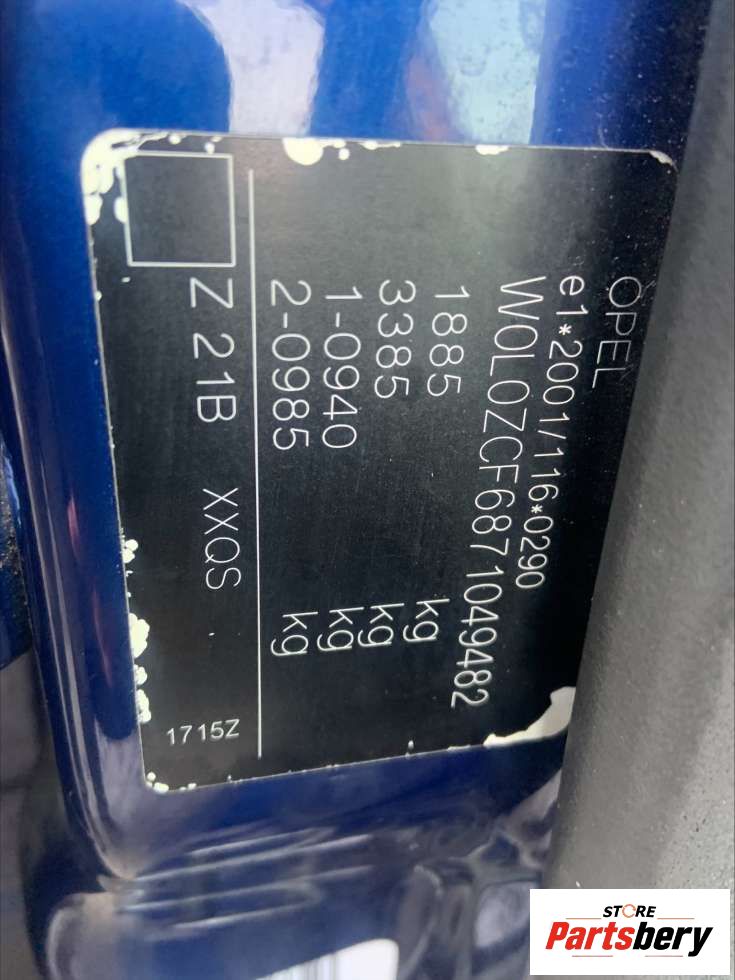 OPEL
e1*2001/116*0290
W0L0ZCF6871049482
1885 kg
3385 kg
1-0940 kg
2-0985 kg
Z 21B XXQS
1715Z
STORE
Partsbery